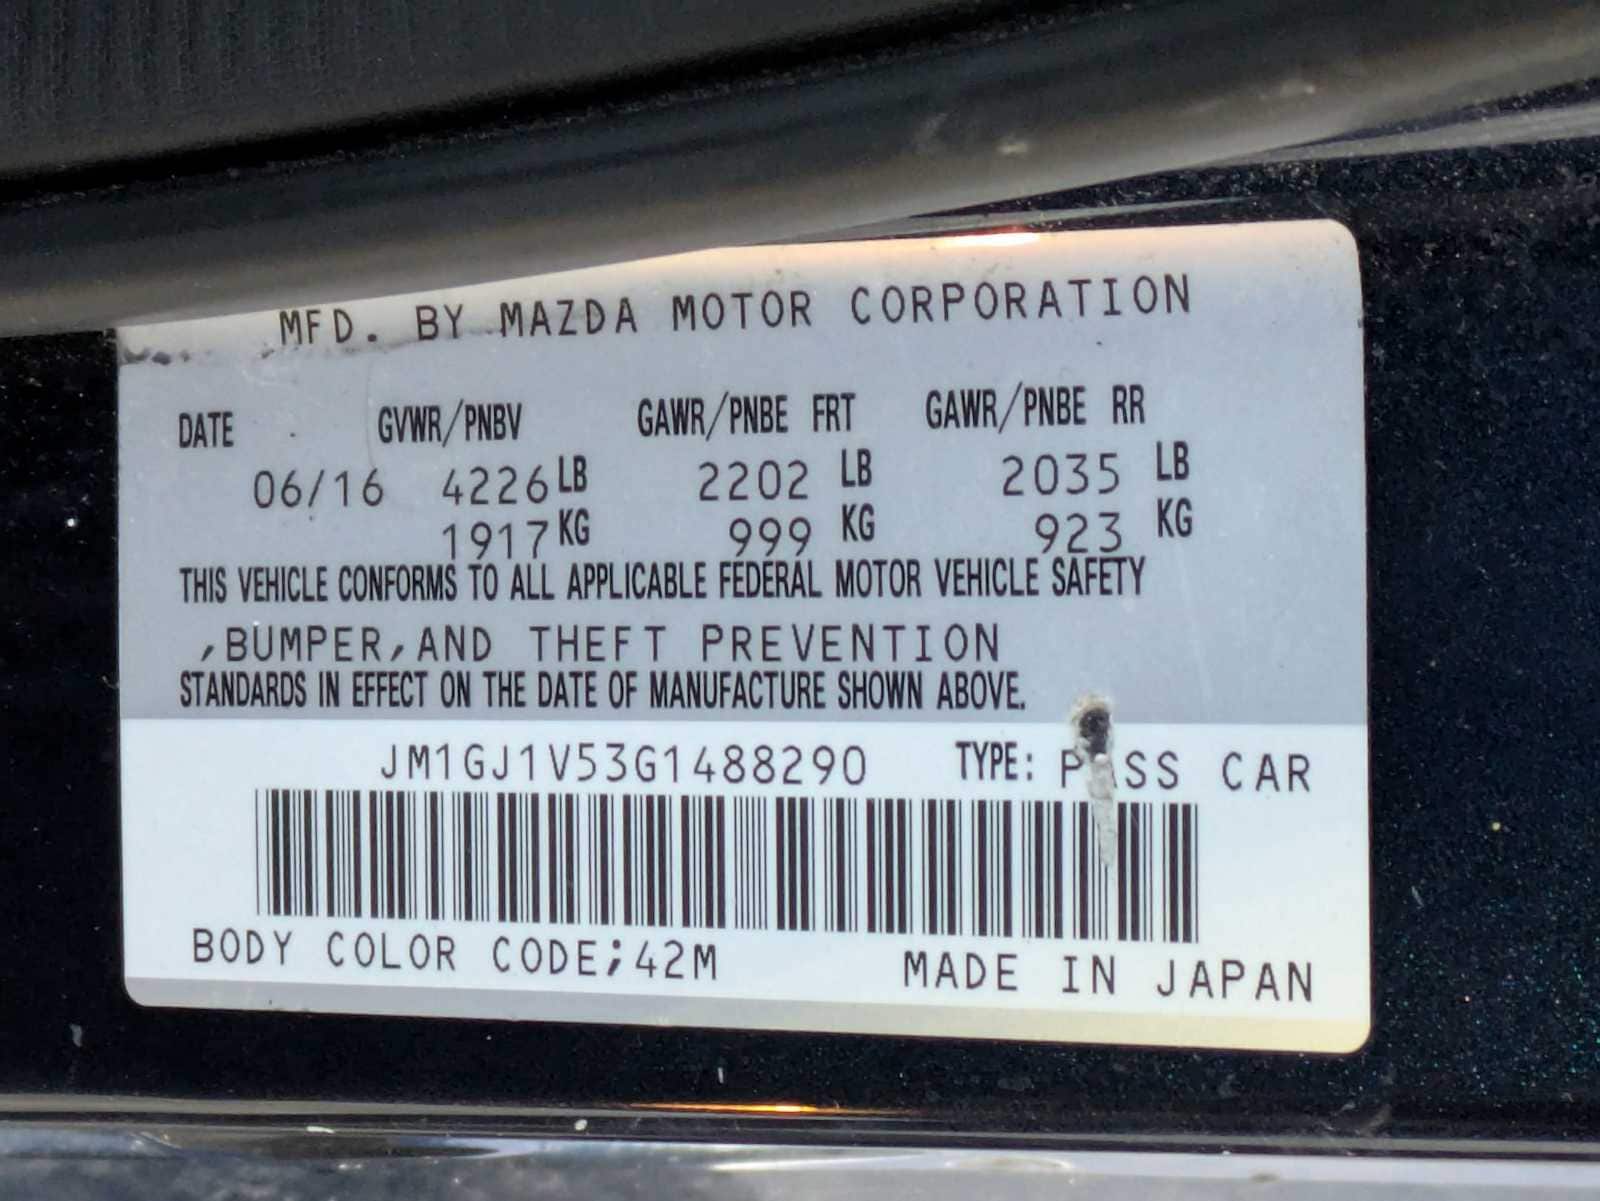 MFD. BY MAZDA MOTOR CORPORATION
DATE GVWR/PNBV GAWR/PNBE FRT GAWR/PNBE RR
06/16 4226 LB 2202 LB 2035 LB
1917 KG 999 KG 923 KG
THIS VEHICLE CONFORMS TO ALL APPLICABLE FEDERAL MOTOR VEHICLE SAFETY
,BUMPER,AND THEFT PREVENTION
STANDARDS IN EFFECT ON THE DATE OF MANUFACTURE SHOWN ABOVE.
JM1GJ1V53G1488290 TYPE: PASS CAR
BODY COLOR CODE;42M MADE IN JAPAN